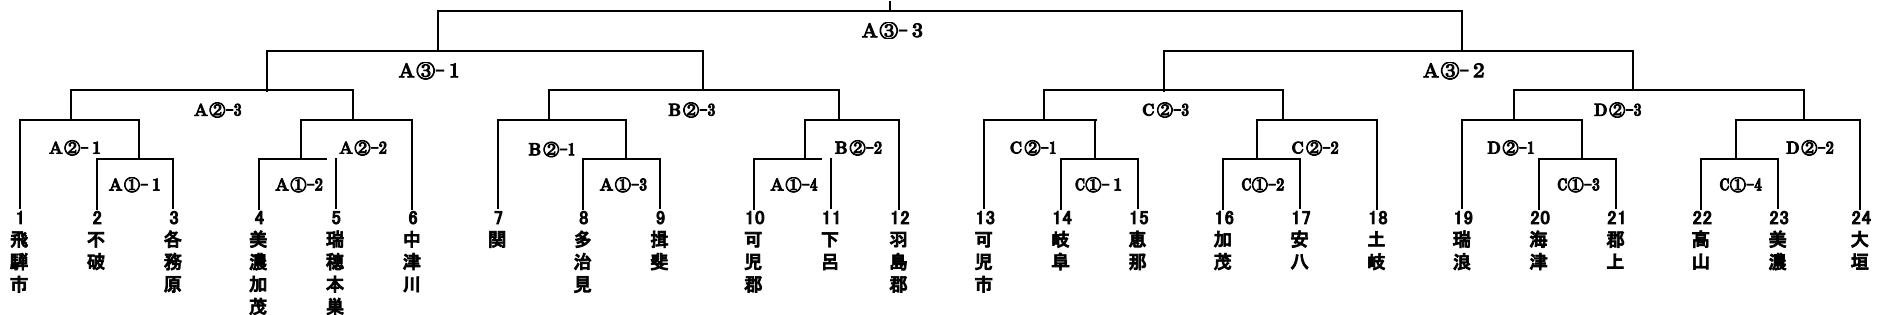 A③-3
A③-1
A③-2
A②-3
B②-3
C②-3
D②-3
A②-1
A②-2
B②-1
B②-2
C②-1
C②-2
D②-1
D②-2
A①-1
A①-2
A①-3
A①-4
C①-1
C①-2
C①-3
C①-4
1
飛騨市
2
不破
3
各務原
4
美濃加茂
5
瑞穂本巣
6
中津川
7
関
8
多治見
9
揖斐
10
可児郡
11
下呂
12
羽島郡
13
可児市
14
岐阜
15
恵那
16
加茂
17
安八
18
土岐
19
瑞浪
20
海津
21
郡上
22
高山
23
美濃
24
大垣